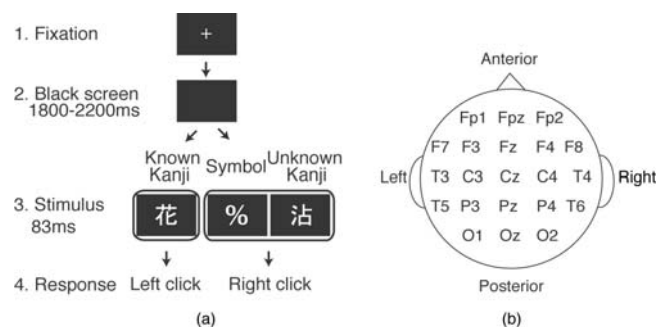 1. Fixation
+
2. Black screen
1800-2200ms
Known
Kanji
Symbol
Unknown
Kanji
3. Stimulus
83ms
花
%
沾
4. Response
Left click
Right click
(a)
Anterior
Fp1 Fpz Fp2
F7 F3 Fz F4 F8
Left
T3 C3 Cz C4 T4
Right
T5 P3 Pz P4 T6
O1 Oz O2
Posterior
(b)